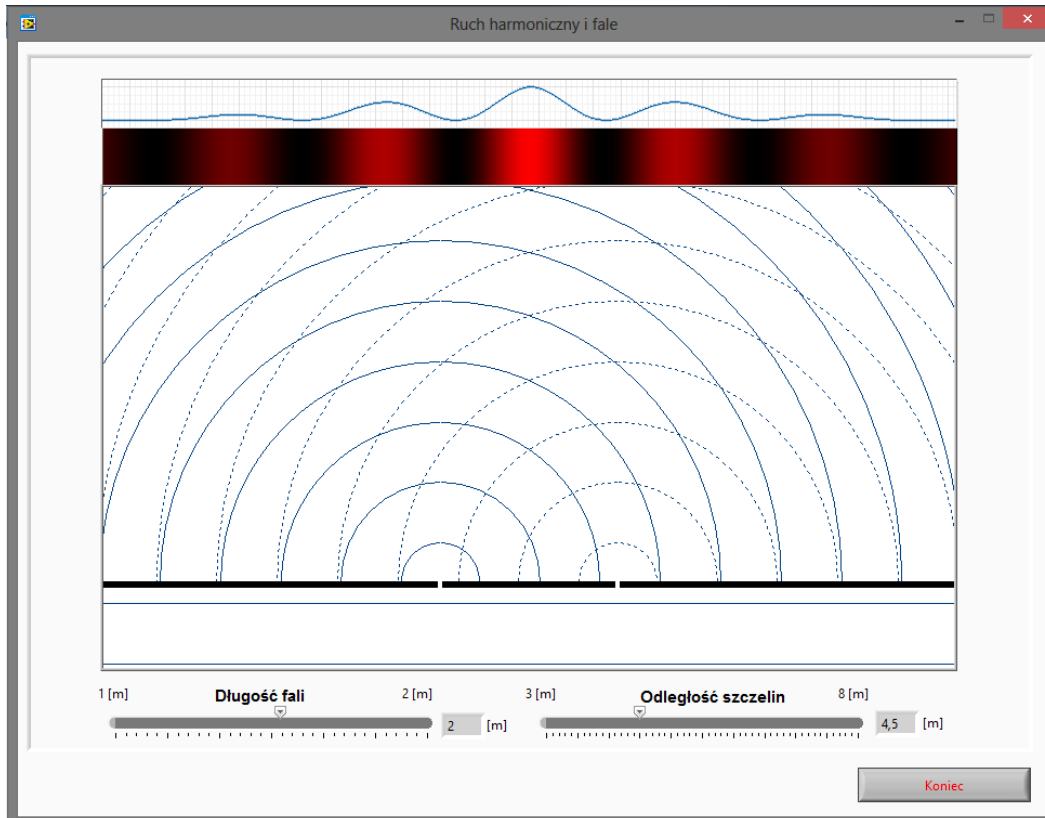 Ruch harmoniczny i fale
1 [m] Długość fali 2 [m] 3 [m] Odległość szczelin 8 [m]
2 [m] 4,5 [m]
Koniec